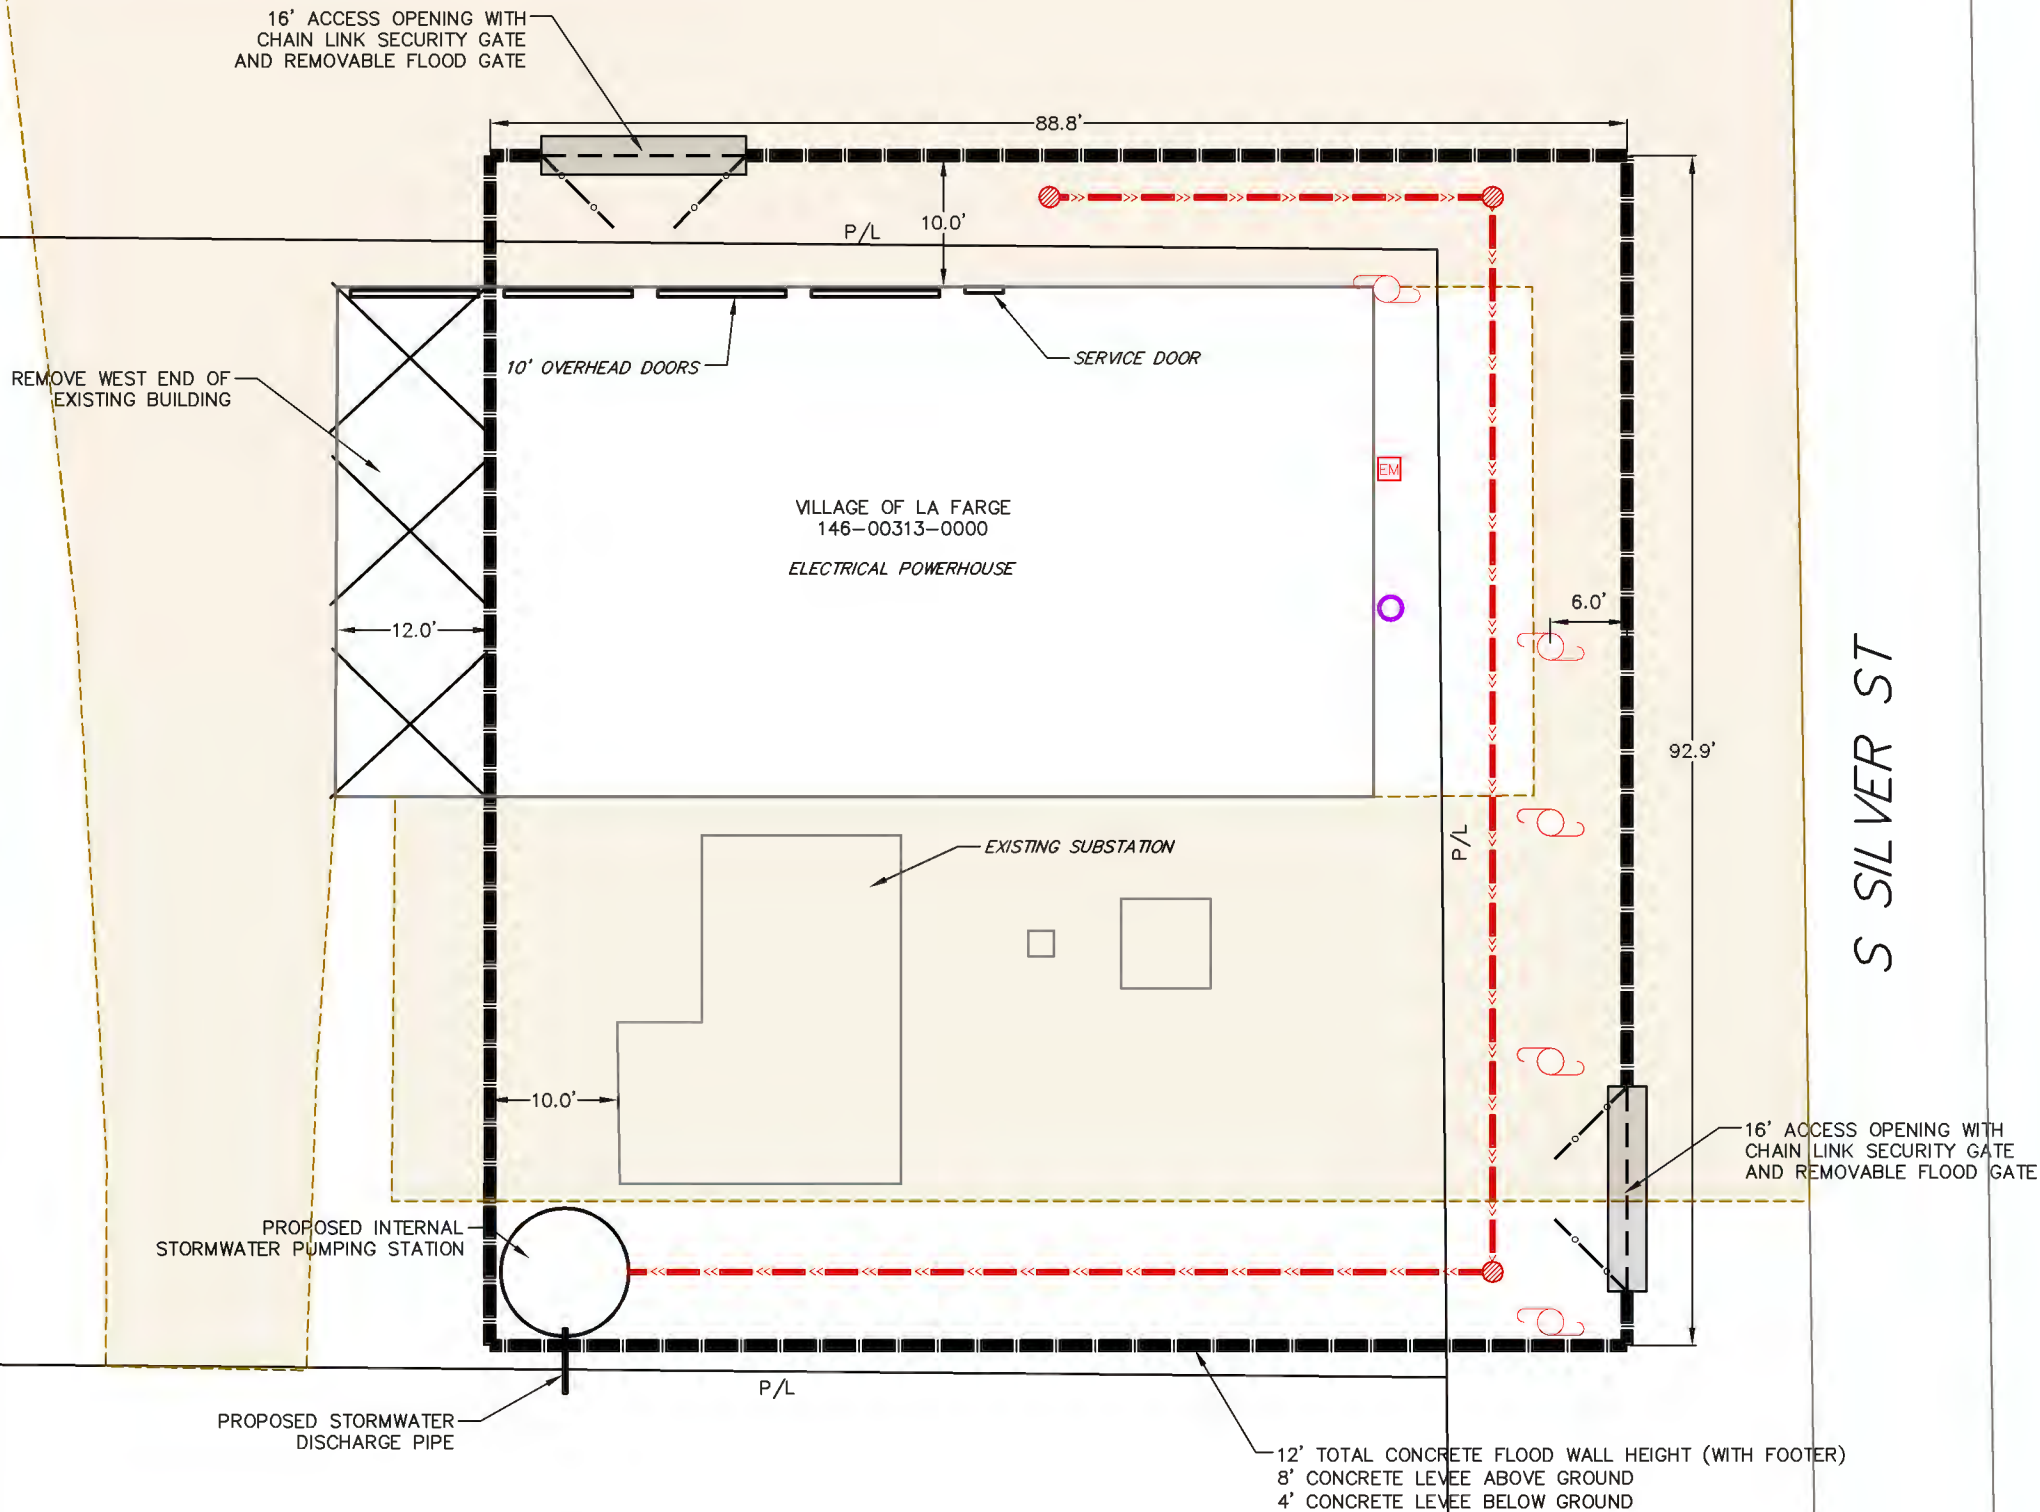 16' ACCESS OPENING WITH
CHAIN LINK SECURITY GATE
AND REMOVABLE FLOOD GATE
88.8'
10.0'
P/L
10' OVERHEAD DOORS
SERVICE DOOR
REMOVE WEST END OF
EXISTING BUILDING
EM
VILLAGE OF LA FARGE
146-00313-0000
ELECTRICAL POWERHOUSE
12.0'
6.0'
92.9'
S SILVER ST
P/L
EXISTING SUBSTATION
10.0'
16' ACCESS OPENING WITH
CHAIN LINK SECURITY GATE
AND REMOVABLE FLOOD GATE
PROPOSED INTERNAL
STORMWATER PUMPING STATION
P/L
PROPOSED STORMWATER
DISCHARGE PIPE
12' TOTAL CONCRETE FLOOD WALL HEIGHT (WITH FOOTER)
8' CONCRETE LEVEE ABOVE GROUND
4' CONCRETE LEVEE BELOW GROUND